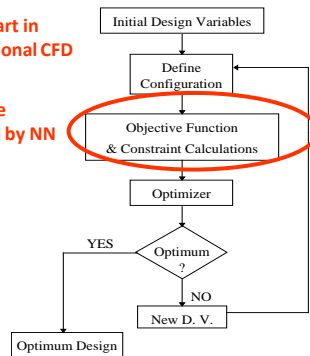 art in
onal CFD
e
by NN
Initial Design Variables
Define
Configuration
Objective Function
& Constraint Calculations
Optimizer
YES
Optimum
?
NO
New D. V.
Optimum Design